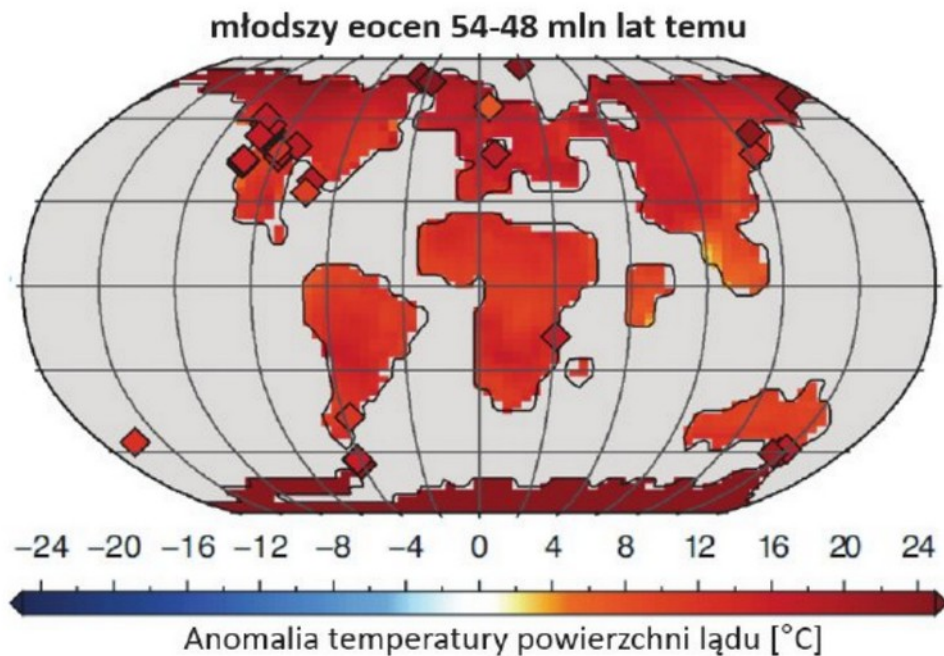 młodszy eocen 54-48 mln lat temu
−24 −20 −16 −12 −8 −4 0 4 8 12 16 20 24
Anomalia temperatury powierzchni lądu [°C]